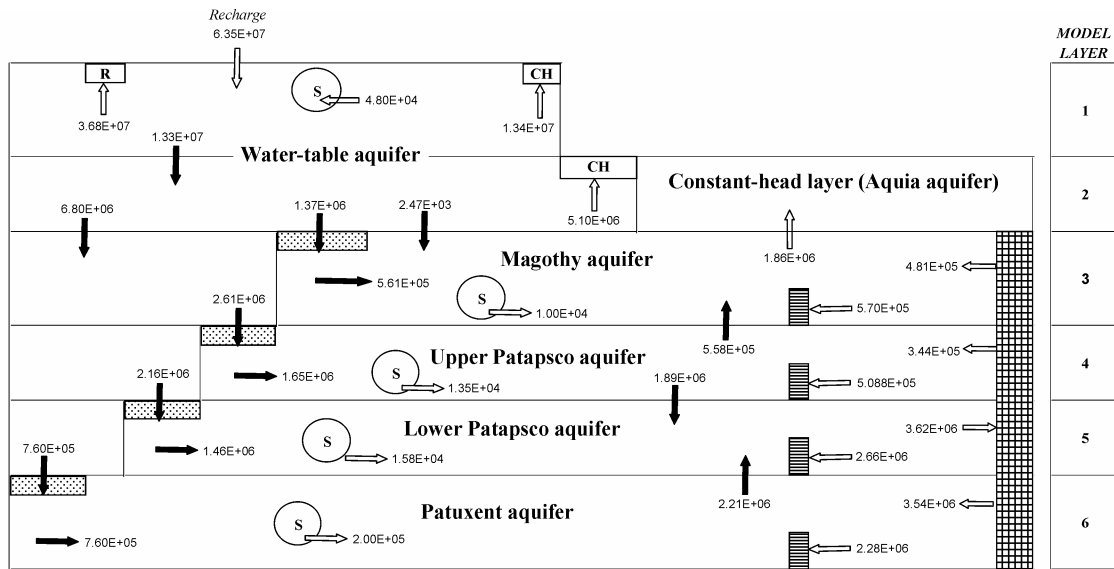 Recharge
6.35E+07
MODEL
LAYER
R
CH
S
4.80E+04
3.68E+07
1.34E+07
1
1.33E+07
Water-table aquifer
CH
Constant-head layer (Aquia aquifer)
2
6.80E+06
1.37E+06
2.47E+03
5.10E+06
Magothy aquifer
1.86E+06
4.81E+05
3
5.61E+05
S
1.00E+04
5.70E+05
2.61E+06
Upper Patapsco aquifer
5.58E+05
3.44E+05
4
2.16E+06
1.65E+06
S
1.35E+04
1.89E+06
5.088E+05
Lower Patapsco aquifer
3.62E+06
5
7.60E+05
1.46E+06
S
1.58E+04
2.66E+06
Patuxent aquifer
2.21E+06
3.54E+06
6
7.60E+05
S
2.00E+05
2.28E+06